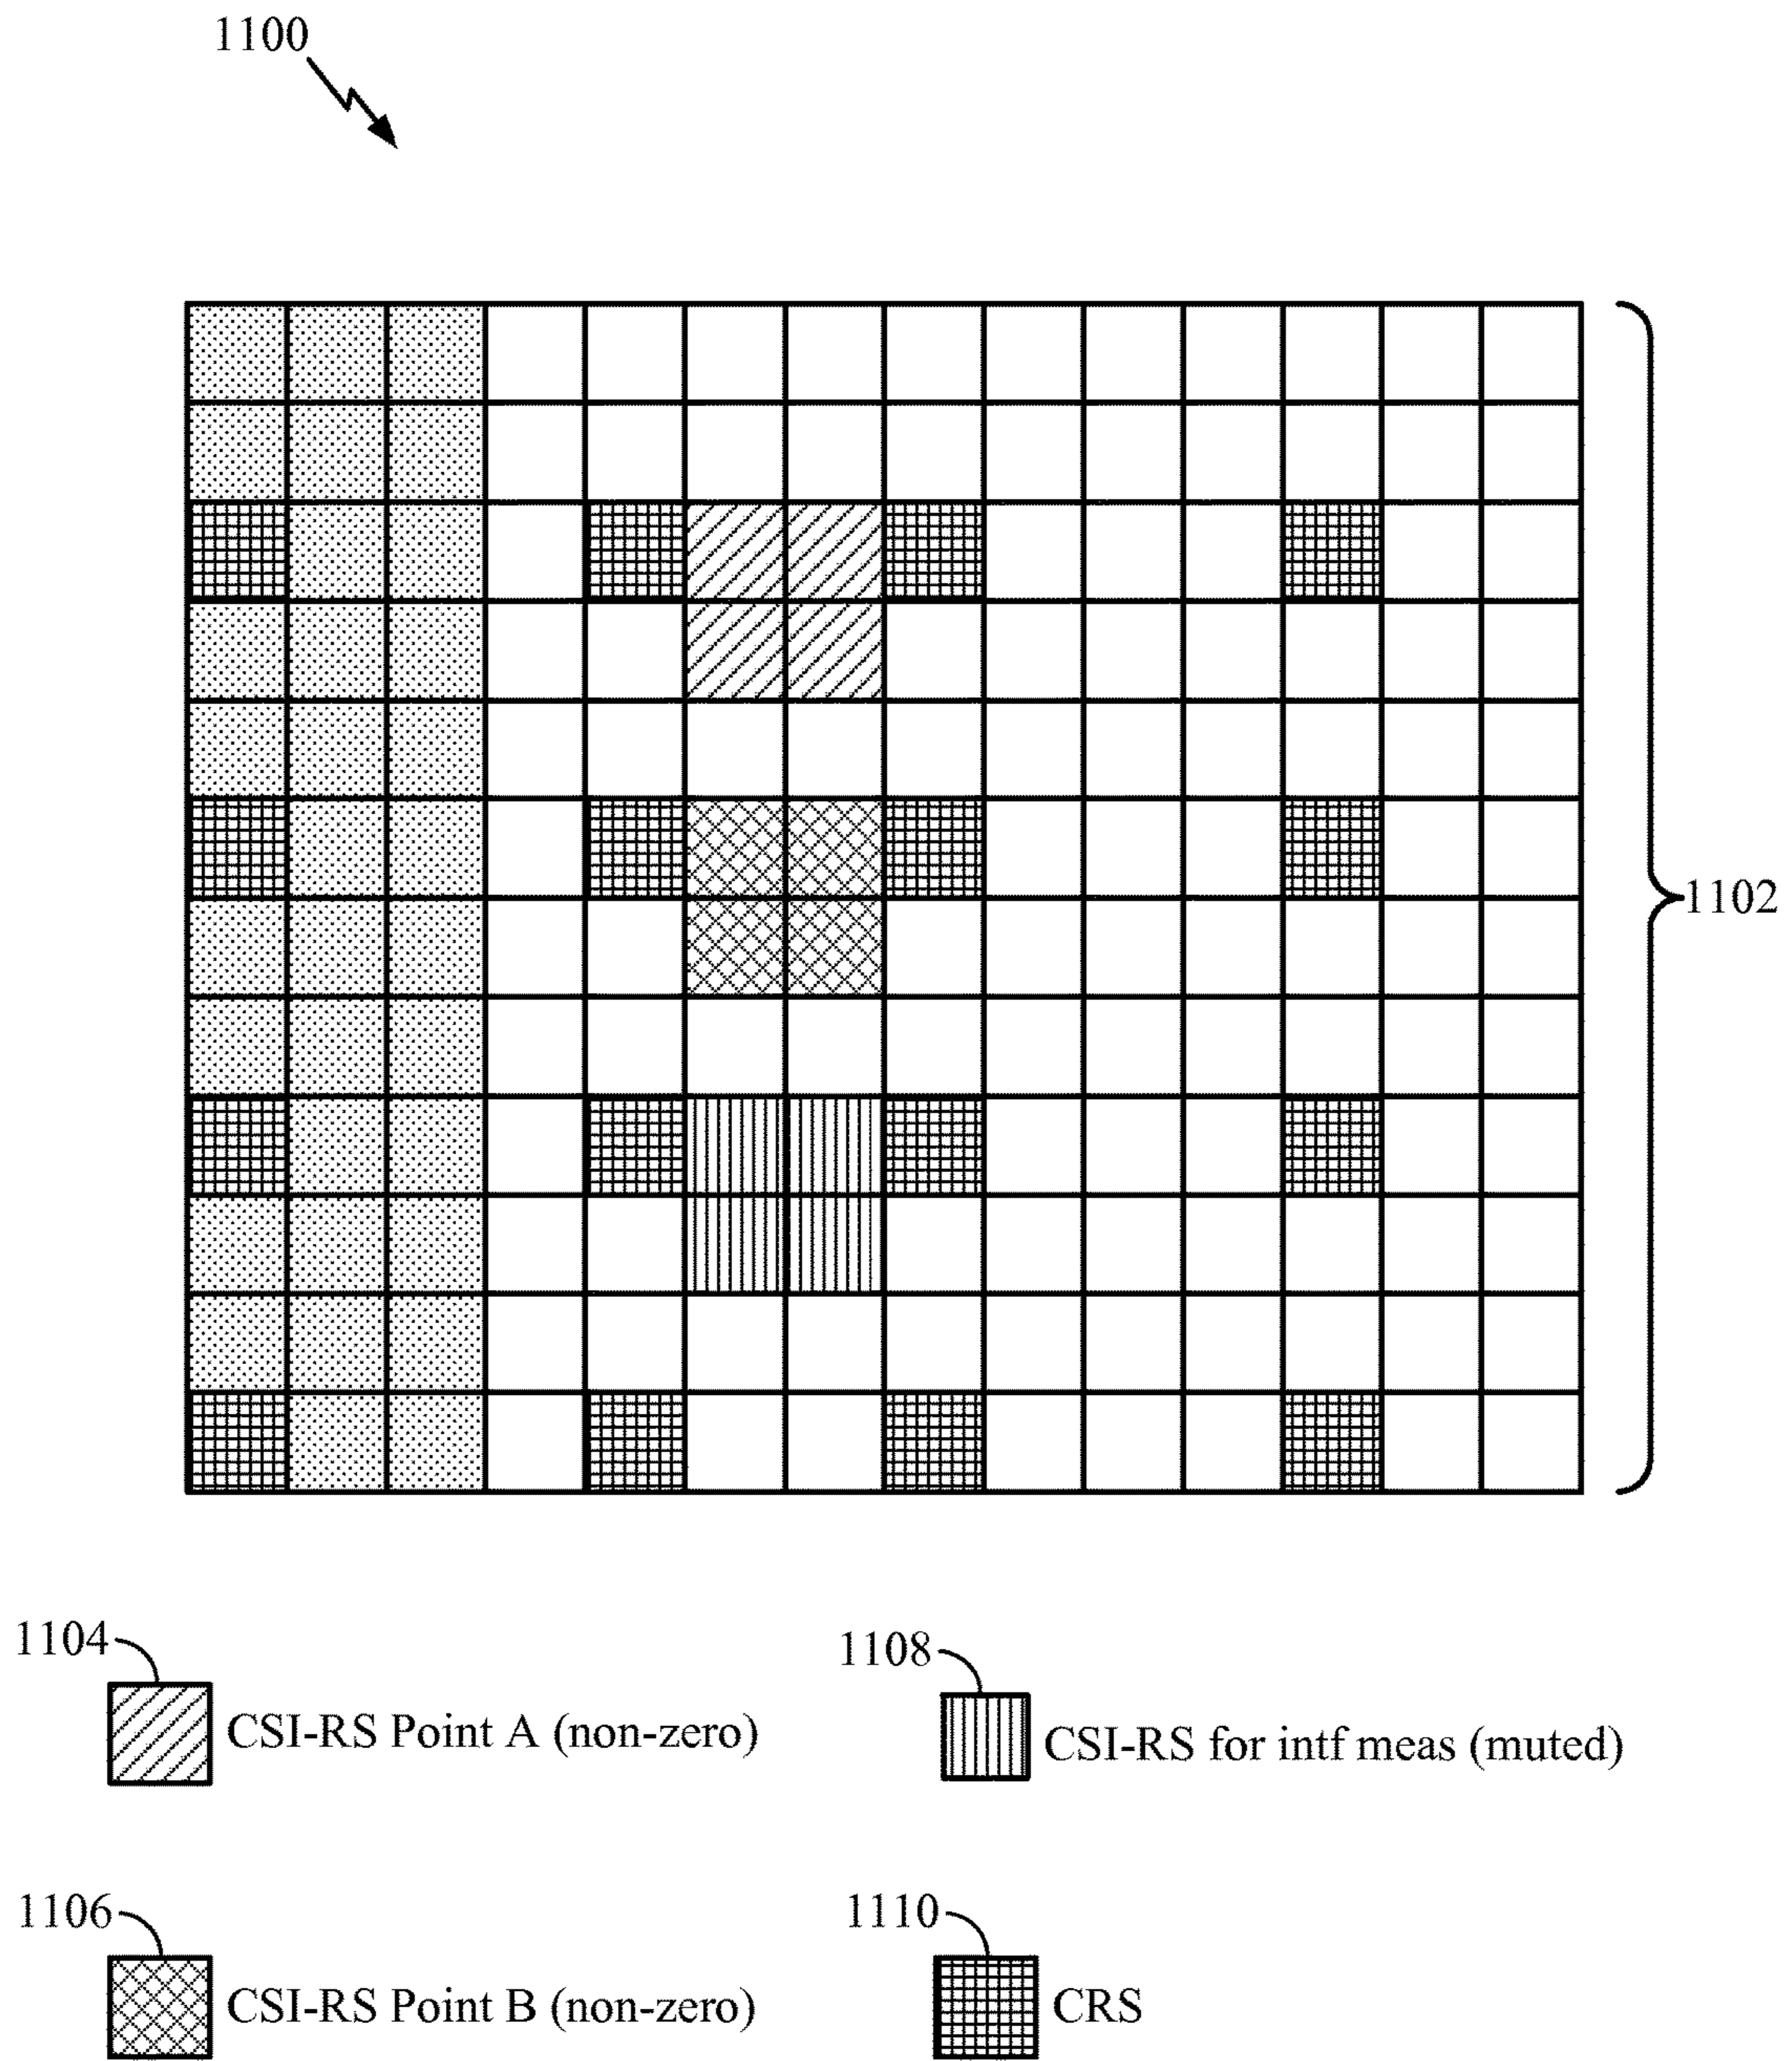 1100
1102
1104
CSI-RS Point A (non-zero)
1108
CSI-RS for intf meas (muted)
1106
CSI-RS Point B (non-zero)
1110
CRS